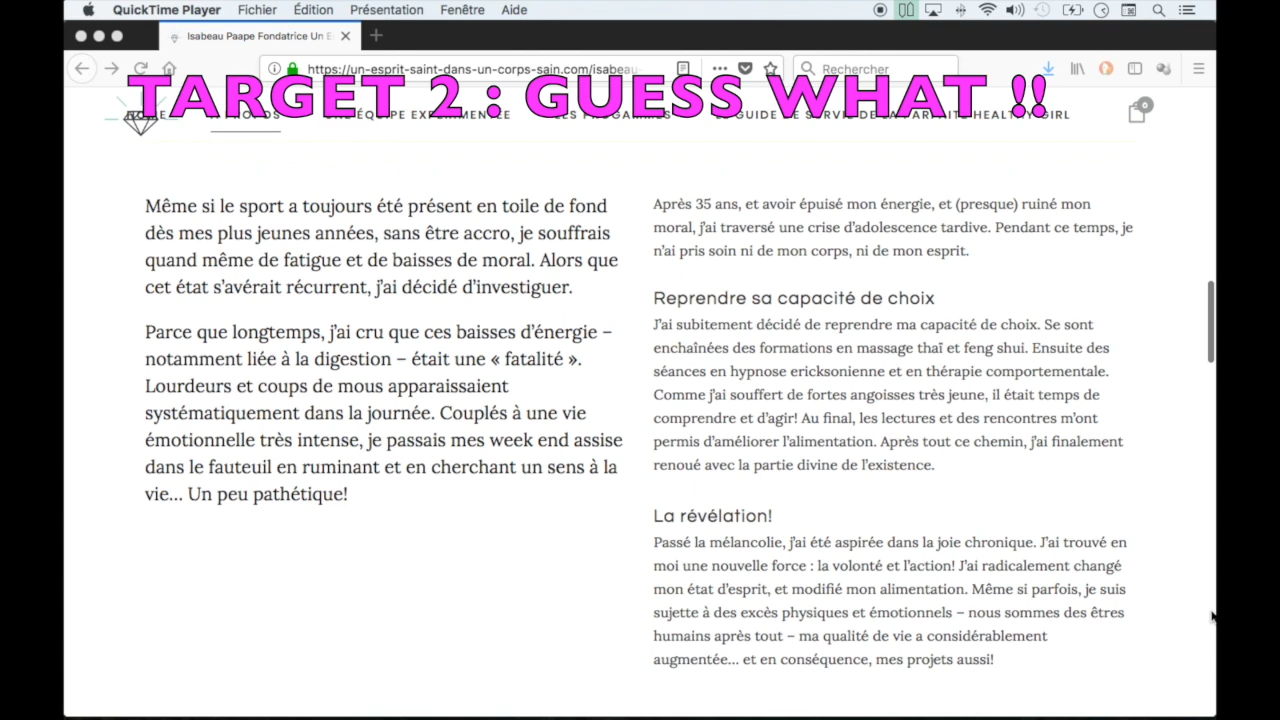 QuickTime Player Fichier Édition Présentation Fenêtre Aide
Isabeau Paape Fondatrice Un E
https://un-esprit-saint-dans-un-corps-sain.com/isabeau-
Rechercher
TARGET 2 : GUESS WHAT !!
0
Même si le sport a toujours été présent en toile de fond
dès mes plus jeunes années, sans être accro, je souffrais
quand même de fatigue et de baisses de moral. Alors que
cet état s’avérait récurrent, j’ai décidé d’investiguer.
Parce que longtemps, j’ai cru que ces baisses d’énergie –
notamment liée à la digestion – était une « fatalité ».
Lourdeurs et coups de mous apparaissaient
systématiquement dans la journée. Couplés à une vie
émotionnelle très intense, je passais mes week end assise
dans le fauteuil en ruminant et en cherchant un sens à la
vie… Un peu pathétique!
Après 35 ans, et avoir épuisé mon énergie, et (presque) ruiné mon
moral, j’ai traversé une crise d’adolescence tardive. Pendant ce temps, je
n’ai pris soin ni de mon corps, ni de mon esprit.
Reprendre sa capacité de choix
J’ai subitement décidé de reprendre ma capacité de choix. Se sont
enchaînées des formations en massage thaï et feng shui. Ensuite des
séances en hypnose ericksonienne et en thérapie comportementale.
Comme j’ai souffert de fortes angoisses très jeune, il était temps de
comprendre et d’agir! Au final, les lectures et des rencontres m’ont
permis d’améliorer l’alimentation. Après tout ce chemin, j’ai finalement
renoué avec la partie divine de l’existence.
La révélation!
Passé la mélancolie, j’ai été aspirée dans la joie chronique. J’ai trouvé en
moi une nouvelle force : la volonté et l’action! J’ai radicalement changé
mon état d’esprit, et modifié mon alimentation. Même si parfois, je suis
sujette à des excès physiques et émotionnels – nous sommes des êtres
humains après tout – ma qualité de vie a considérablement
augmentée… et en conséquence, mes projets aussi!